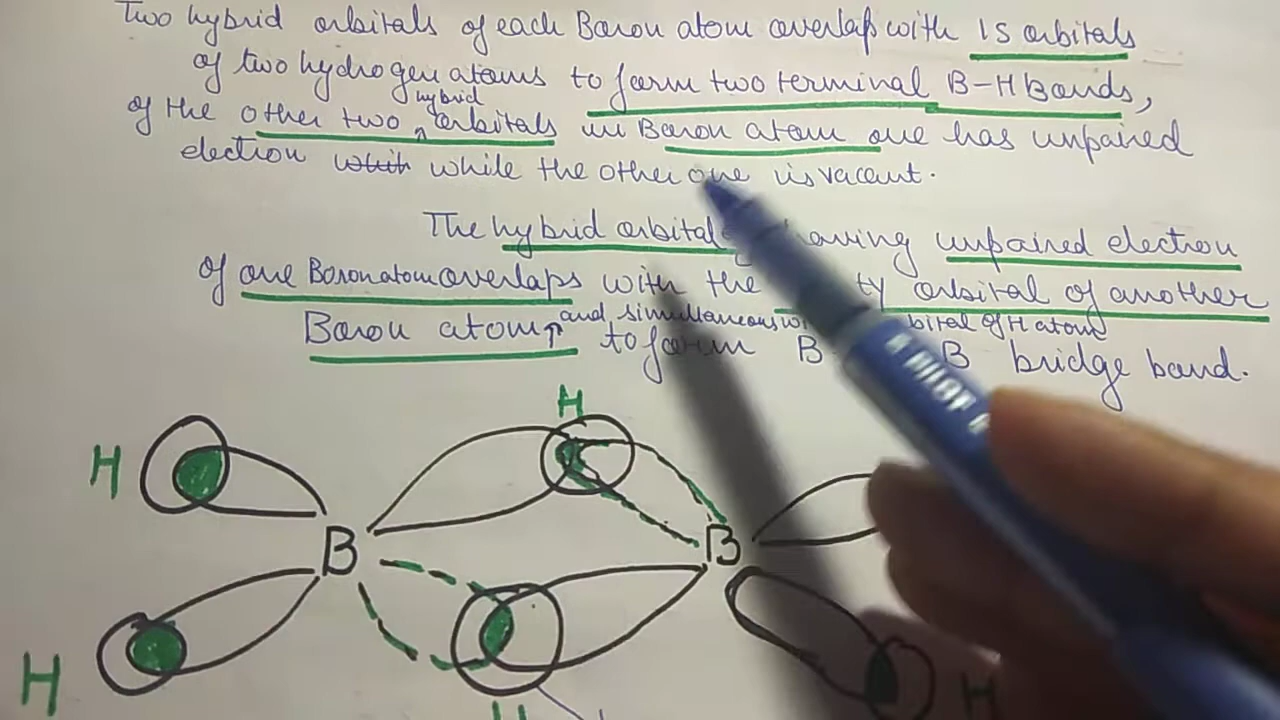 Two hybrid orbitals of each Boron atom overlap with 1s orbitals
of two hydrogen atoms to form two terminal B-H Bonds,
hybrid
of the other two orbitals in Boron atom one has unpaired
electron while the other one is vacant.
The hybrid orbital having unpaired electron
of one Boron atom overlaps with the orbital of another
and simultaneous of H atom
Boron atom to form B B bridge bond.
H
H
B
B
H
H
H
PILOT